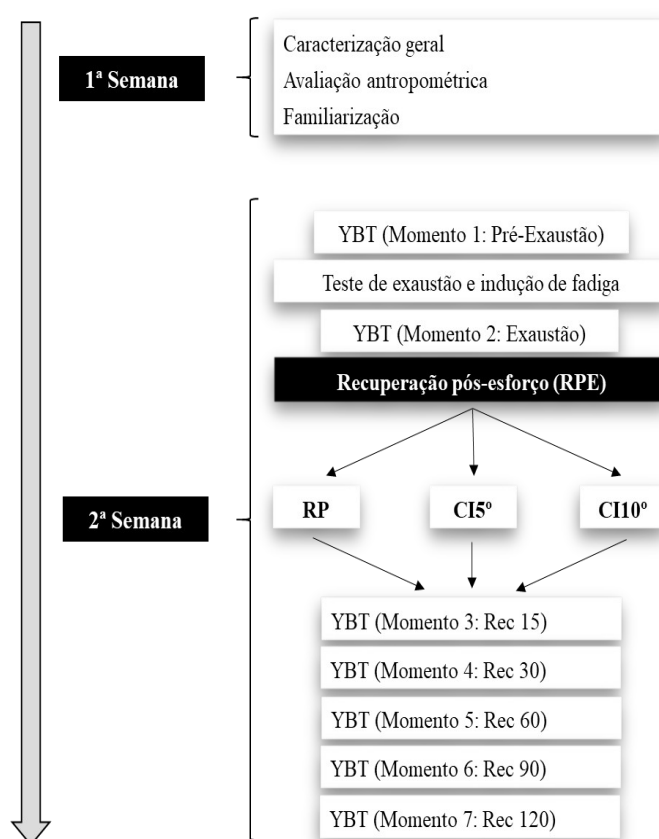 1ª Semana
Caracterização geral
Avaliação antropométrica
Familiarização
2ª Semana
YBT (Momento 1: Pré-Exaustão)
Teste de exaustão e indução de fadiga
YBT (Momento 2: Exaustão)
Recuperação pós-esforço (RPE)
RP
CI5º
CI10º
YBT (Momento 3: Rec 15)
YBT (Momento 4: Rec 30)
YBT (Momento 5: Rec 60)
YBT (Momento 6: Rec 90)
YBT (Momento 7: Rec 120)